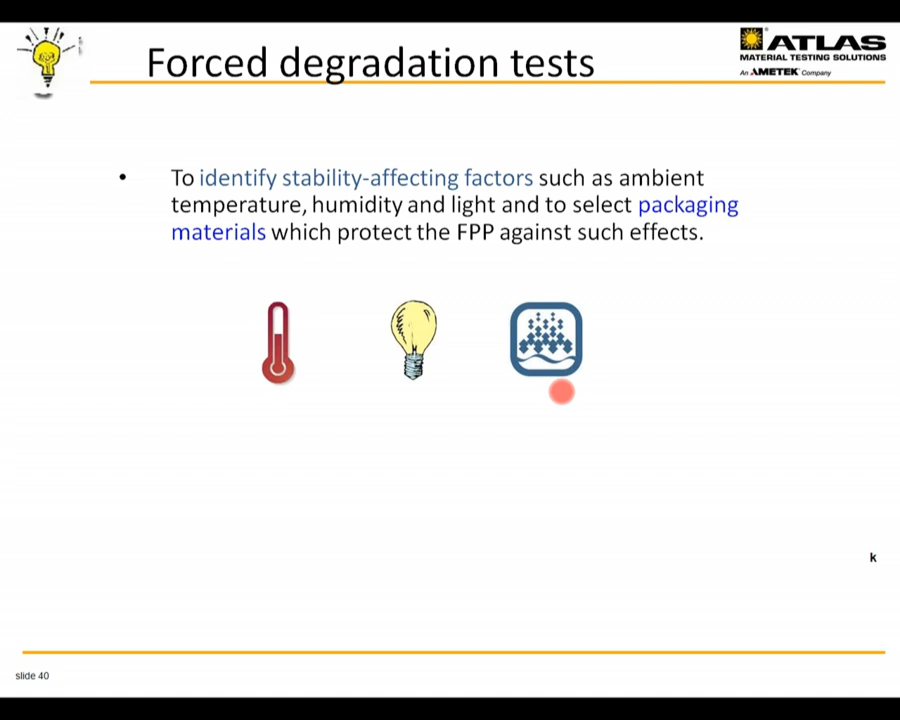 Forced degradation tests
ATLAS
MATERIAL TESTING SOLUTIONS
An AMETEK Company
• To identify stability-affecting factors such as ambient
temperature, humidity and light and to select packaging
materials which protect the FPP against such effects.
k
slide 40